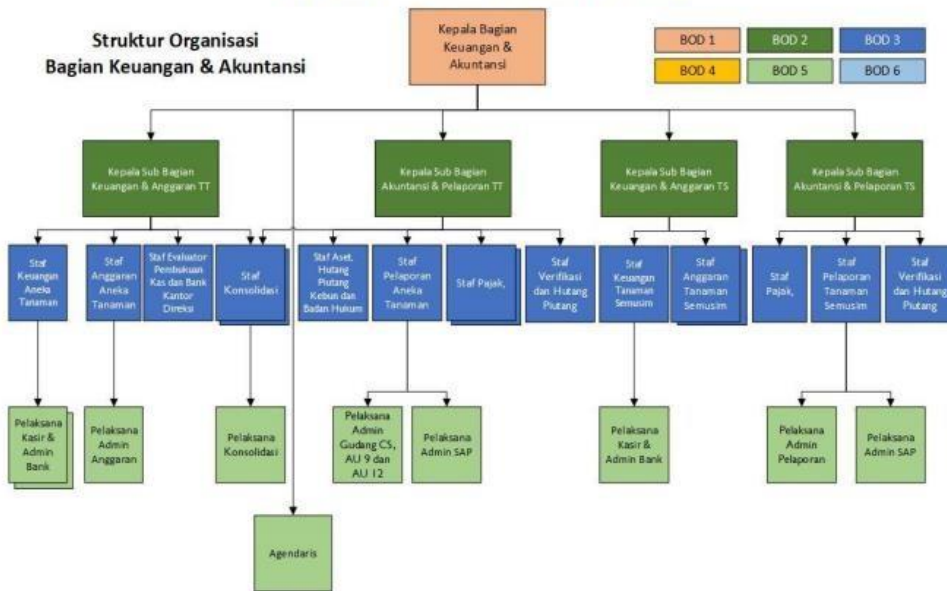 Struktur Organisasi
Bagian Keuangan & Akuntansi
Kepala Bagian
Keuangan &
Akuntansi
BOD 1
BOD 2
BOD 3
BOD 4
BOD 5
BOD 6
Kepala Sub Bagian
Keuangan & Anggaran TT
Kepala Sub Bagian
Akuntansi & Pelaporan TT
Kepala Sub Bagian
Keuangan & Anggaran TS
Kepala Sub Bagian
Akuntansi & Pelaporan TS
Staf
Keuangan
Aneka
Tanaman
Staf
Anggaran
Aneka
Tanaman
Staf Evaluator
Pembukuan
Kas dan Bank
Kantor
Direksi
Staf
Konsolidasi
Staf Aset,
Hutang
Piutang
Kebun dan
Badan Hukum
Staf
Pelaporan
Aneka
Tanaman
Staf Pajak,
Staf
Verifikasi
dan Hutang
Piutang
Staf
Keuangan
Tanaman
Semusim
Staf
Anggaran
Tanaman
Semusim
Staf
Pajak,
Staf
Pelaporan
Tanaman
Semusim
Staf
Verifikasi
dan Hutang
Piutang
Pelaksana
Kasir &
Admin
Bank
Pelaksana
Admin
Anggaran
Pelaksana
Konsolidasi
Pelaksana
Admin
Gudang CS,
AU 9 dan
AU 12
Pelaksana
Admin SAP
Pelaksana
Kasir &
Admin Bank
Pelaksana
Admin
Pelaporan
Pelaksana
Admin SAP
Agendaris